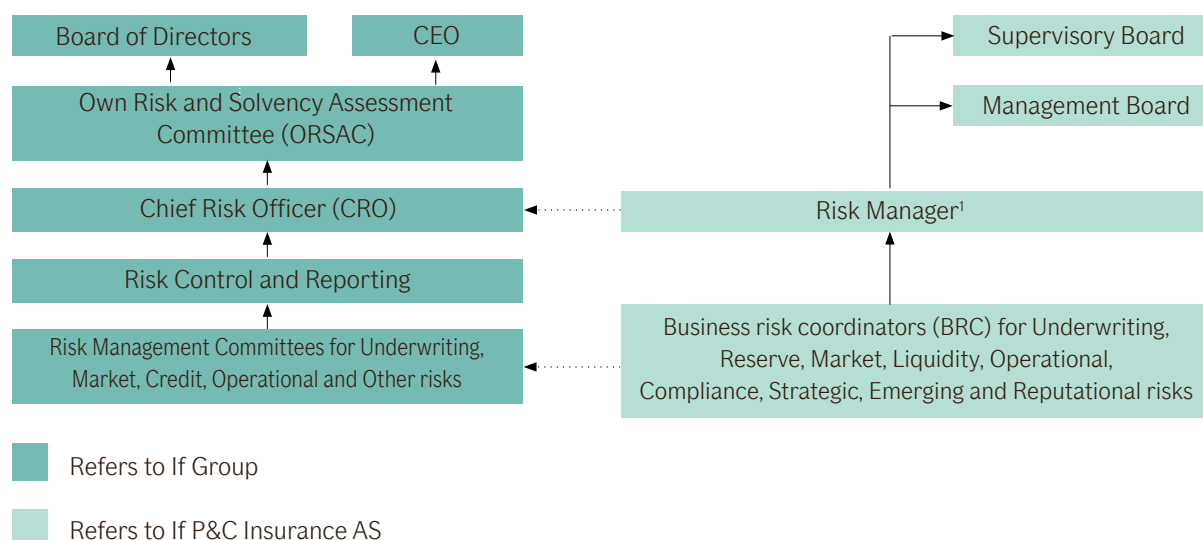 Board of Directors
CEO
Own Risk and Solvency Assessment
Committee (ORSAC)
Chief Risk Officer (CRO)
Risk Control and Reporting
Risk Management Committees for Underwriting,
Market, Credit, Operational and Other risks
Supervisory Board
Management Board
Risk Manager¹
Business risk coordinators (BRC) for Underwriting,
Reserve, Market, Liquidity, Operational,
Compliance, Strategic, Emerging and Reputational risks
Refers to If Group
Refers to If P&C Insurance AS